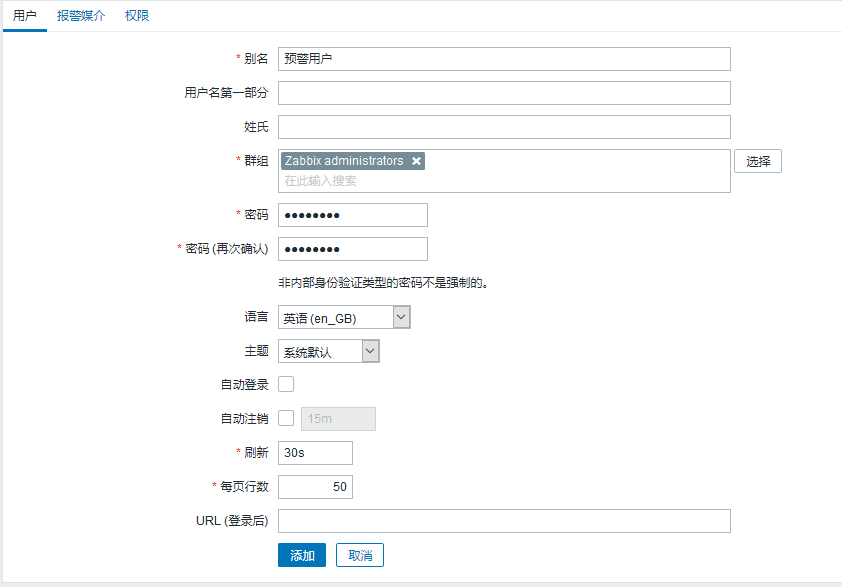 用户 报警媒介 权限
* 别名 预警用户
用户名第一部分
姓氏
* 群组 Zabbix administrators ✖ 选择
在此输入搜索
* 密码 ●●●●●●●●
* 密码 (再次确认) ●●●●●●●●
非内部身份验证类型的密码不是强制的。
语言 英语 (en_GB)
主题 系统默认
自动登录
自动注销 15m
* 刷新 30s
* 每页行数 50
URL (登录后)
添加 取消